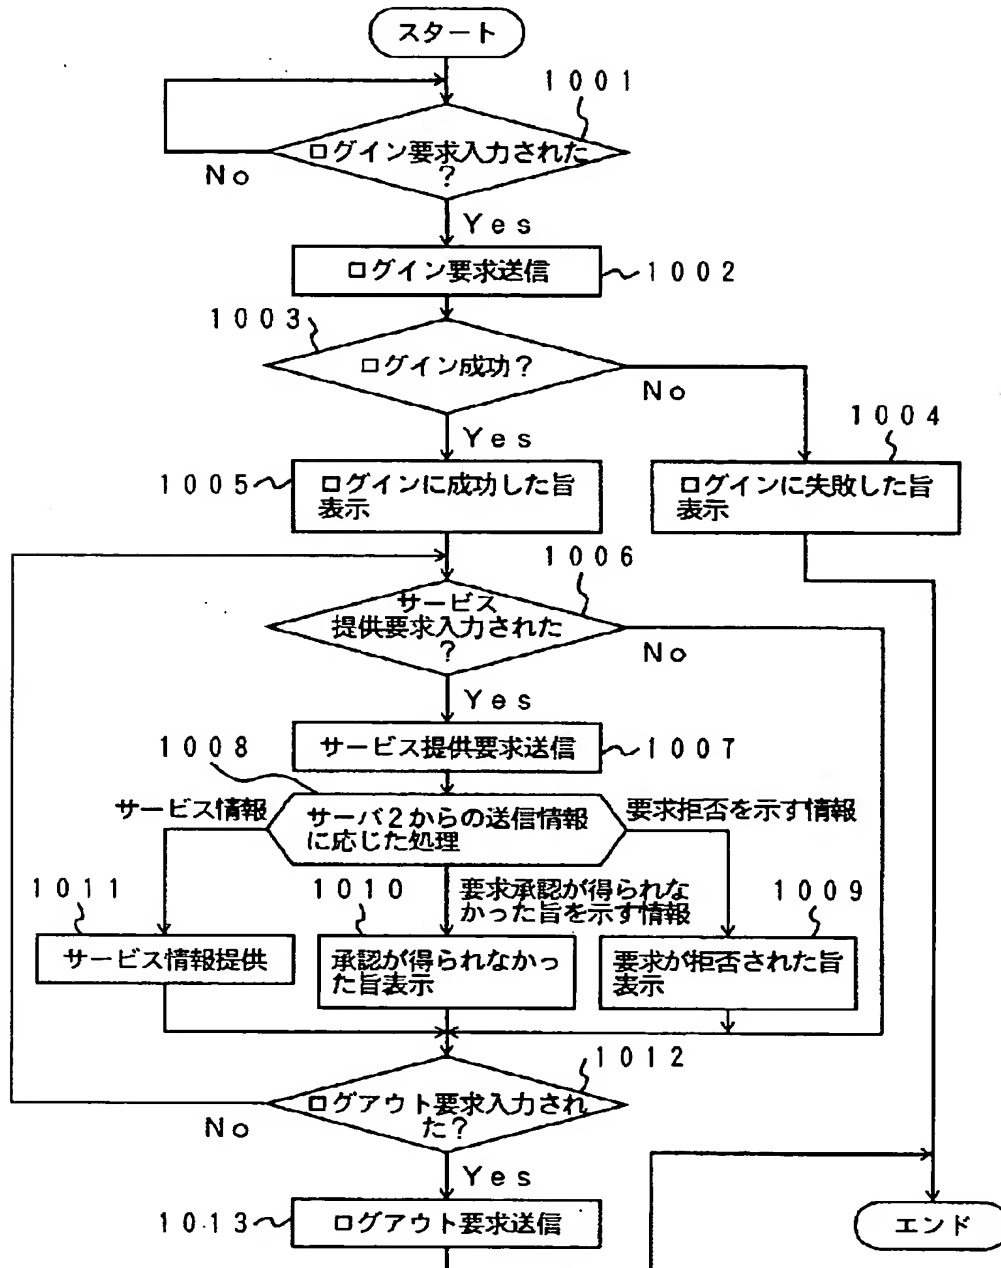 スタート
1001
ログイン要求入力された
?
No
Yes
ログイン要求送信
1002
1003
ログイン成功?
No
Yes
1004
1005
ログインに成功した旨
表示
ログインに失敗した旨
表示
1006
サービス
提供要求入力された
?
No
Yes
1008
サービス提供要求送信
1007
サービス情報
サーバ2からの送信情報
に応じた処理
要求拒否を示す情報
1011
1010
要求承認が得られな
かった旨を示す情報
1009
サービス情報提供
承認が得られなかっ
た旨表示
要求が拒否された旨
表示
1012
ログアウト要求入力され
た?
No
Yes
1013
ログアウト要求送信
エンド